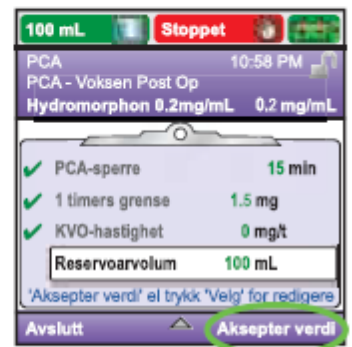 100 mL Stoppet
PCA 10:58 PM
PCA - Voksen Post Op
Hydromorphon 0.2mg/mL 0.2 mg/mL
PCA-sperre 15 min
1 timers grense 1.5 mg
KVO-hastighet 0 mg/t
Reservoarvolum 100 mL
'Aksepter verdi' el trykk 'Velg' for redigere
Avslutt Aksepter verdi